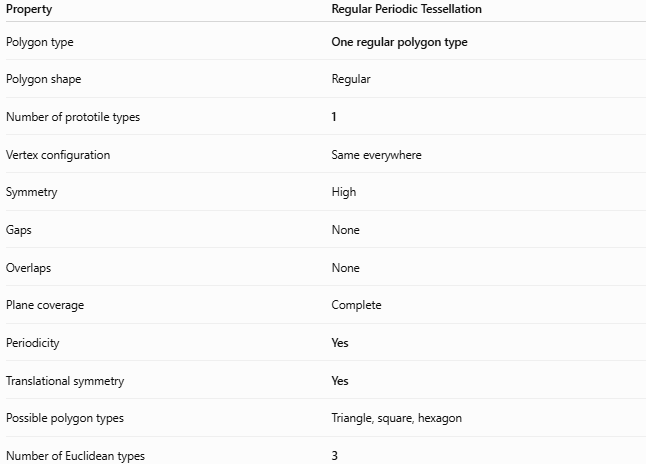 Property Regular Periodic Tessellation
Polygon type One regular polygon type
Polygon shape Regular
Number of prototile types 1
Vertex configuration Same everywhere
Symmetry High
Gaps None
Overlaps None
Plane coverage Complete
Periodicity Yes
Translational symmetry Yes
Possible polygon types Triangle, square, hexagon
Number of Euclidean types 3